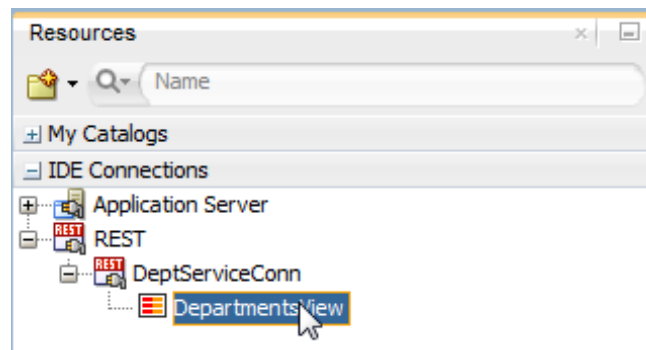 Resources
Name
My Catalogs
IDE Connections
Application Server
REST
REST
REST
DeptServiceConn
DepartmentsView